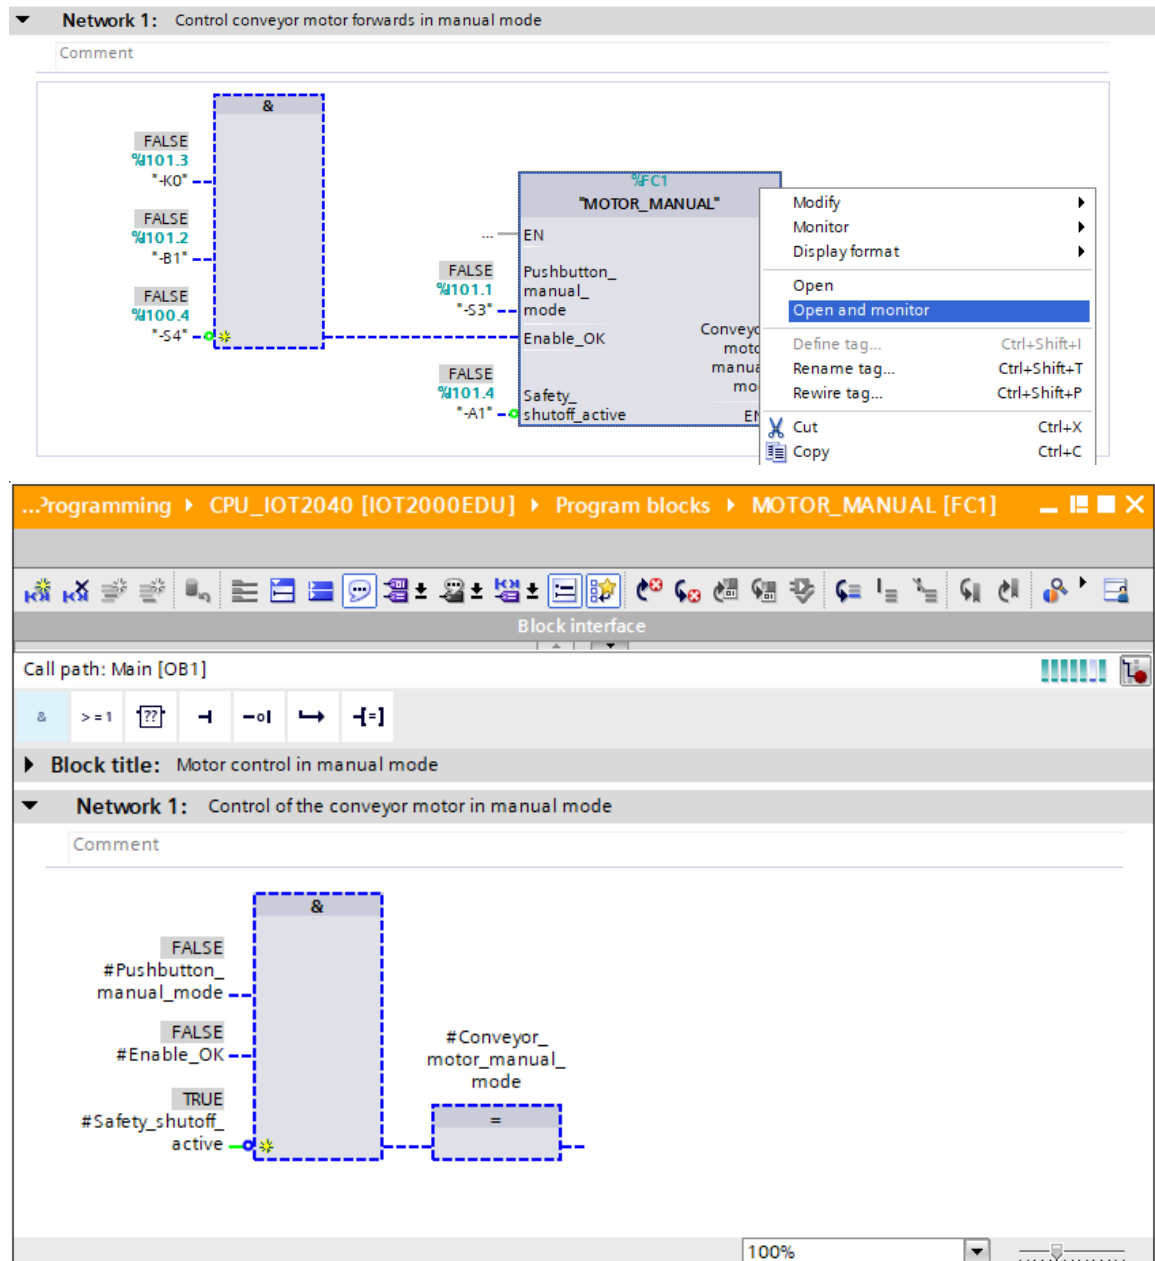 Network 1: Control conveyor motor forwards in manual mode
Comment
&
FALSE
%I101.3
"-K0"
FALSE
%I101.2
"-B1"
FALSE
%I100.4
"-S4"
%FC1
"MOTOR_MANUAL"
... EN
FALSE
%I101.1
"-S3"
Pushbutton_
manual_
mode
Enable_OK
FALSE
%I101.4
"-A1"
Safety_
shutoff_active
Modify
Monitor
Display format
Open
Open and monitor
Define tag... Ctrl+Shift+I
Rename tag... Ctrl+Shift+T
Rewire tag... Ctrl+Shift+P
Cut Ctrl+X
Copy Ctrl+C
...Programming ▸ CPU_IOT2040 [IOT2000EDU] ▸ Program blocks ▸ MOTOR_MANUAL [FC1]
Block interface
Call path: Main [OB1]
& >=1 ?? [=]
Block title: Motor control in manual mode
Network 1: Control of the conveyor motor in manual mode
Comment
&
FALSE
#Pushbutton_
manual_mode
FALSE
#Enable_OK
TRUE
#Safety_shutoff_
active
#Conveyor_
motor_manual_
mode
=
100%